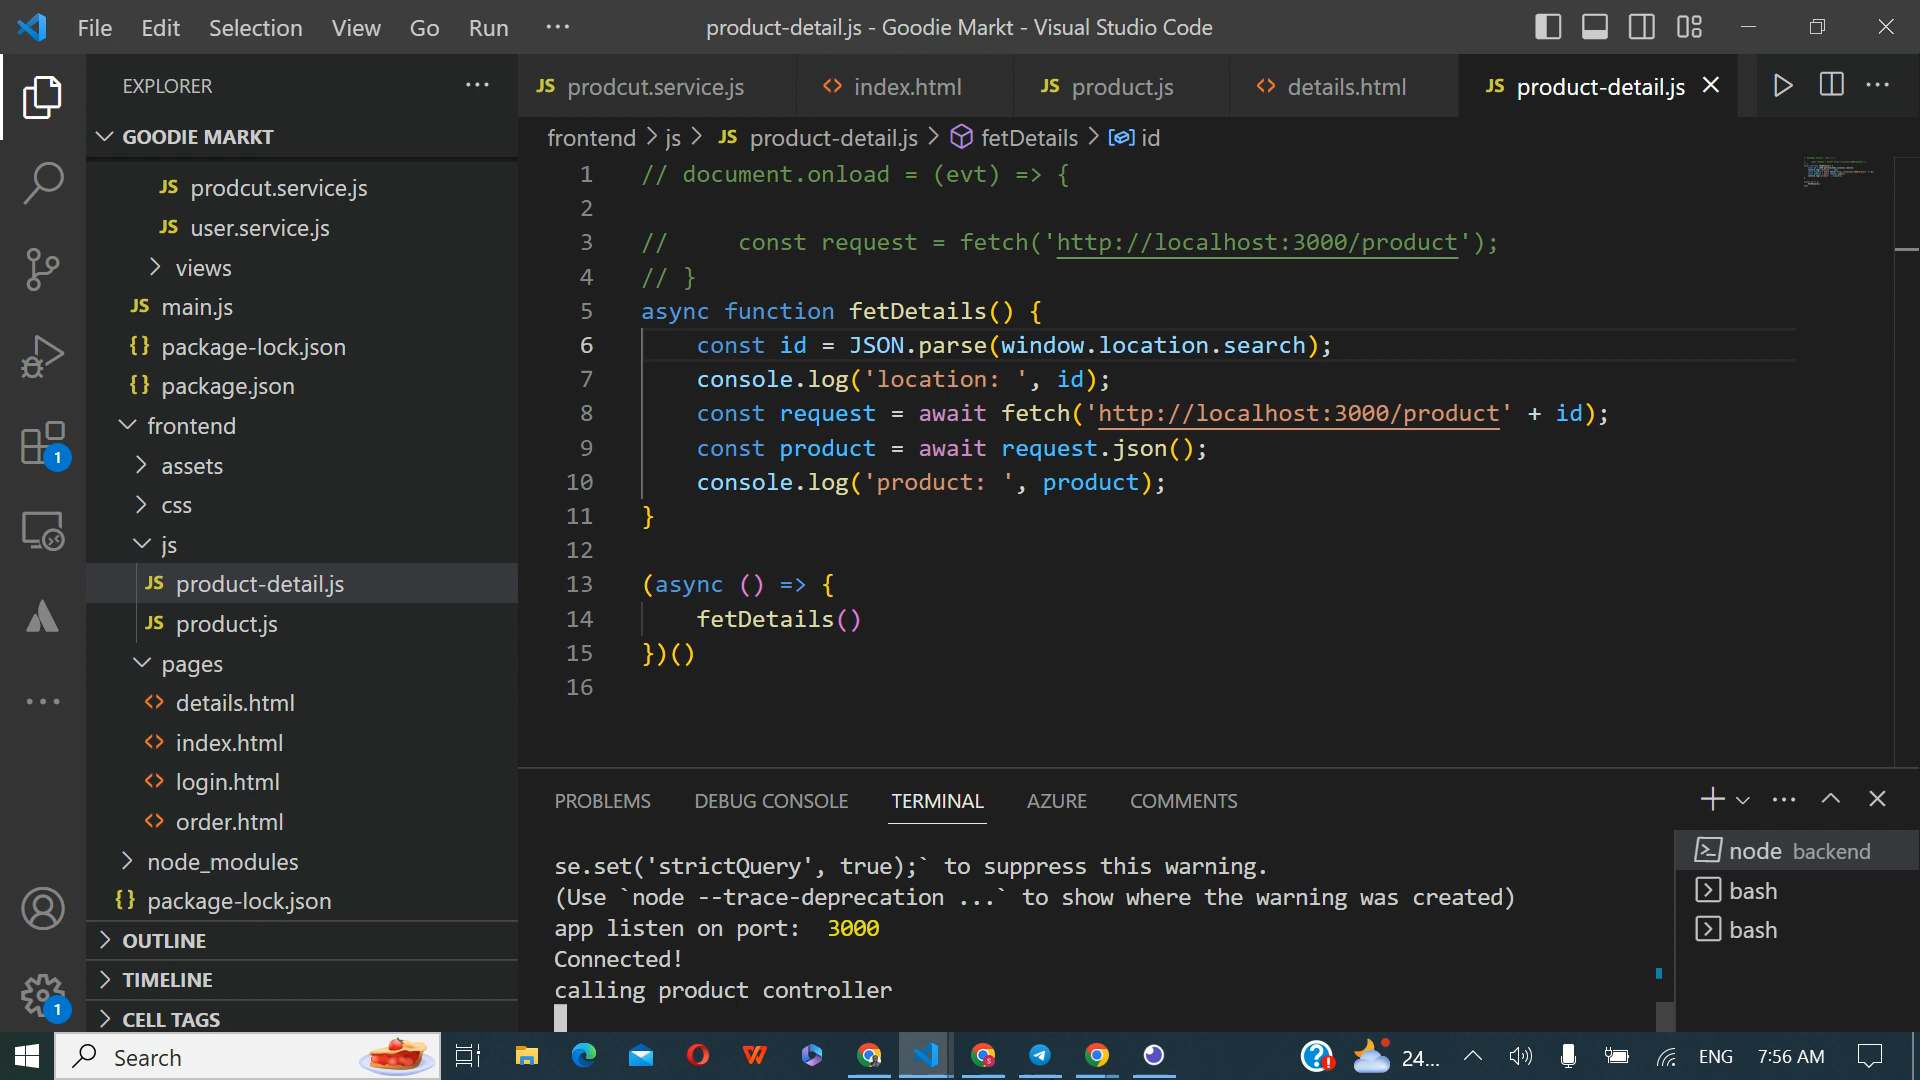 File Edit Selection View Go Run ··· product-detail.js - Goodie Markt - Visual Studio Code
EXPLORER ···
GOODIE MARKT
JS prodcut.service.js
JS user.service.js
views
JS main.js
{} package-lock.json
{} package.json
frontend
assets
css
js
JS product-detail.js
JS product.js
pages
<> details.html
<> index.html
<> login.html
<> order.html
node_modules
{} package-lock.json
OUTLINE
TIMELINE
CELL TAGS
1
1
JS prodcut.service.js <> index.html JS product.js <> details.html JS product-detail.js
frontend > js > JS product-detail.js > fetDetails > id
1 // document.onload = (evt) => {
2
3 //     const request = fetch('http://localhost:3000/product');
4 // }
5 async function fetDetails() {
6     const id = JSON.parse(window.location.search);
7     console.log('location: ', id);
8     const request = await fetch('http://localhost:3000/product' + id);
9     const product = await request.json();
10     console.log('product: ', product);
11 }
12
13 (async () => {
14     fetDetails()
15 })()
16
PROBLEMS DEBUG CONSOLE TERMINAL AZURE COMMENTS
se.set('strictQuery', true);` to suppress this warning.
(Use `node --trace-deprecation ...` to show where the warning was created)
app listen on port:  3000
Connected!
calling product controller
node backend
bash
bash
Search 24... ENG 7:56 AM